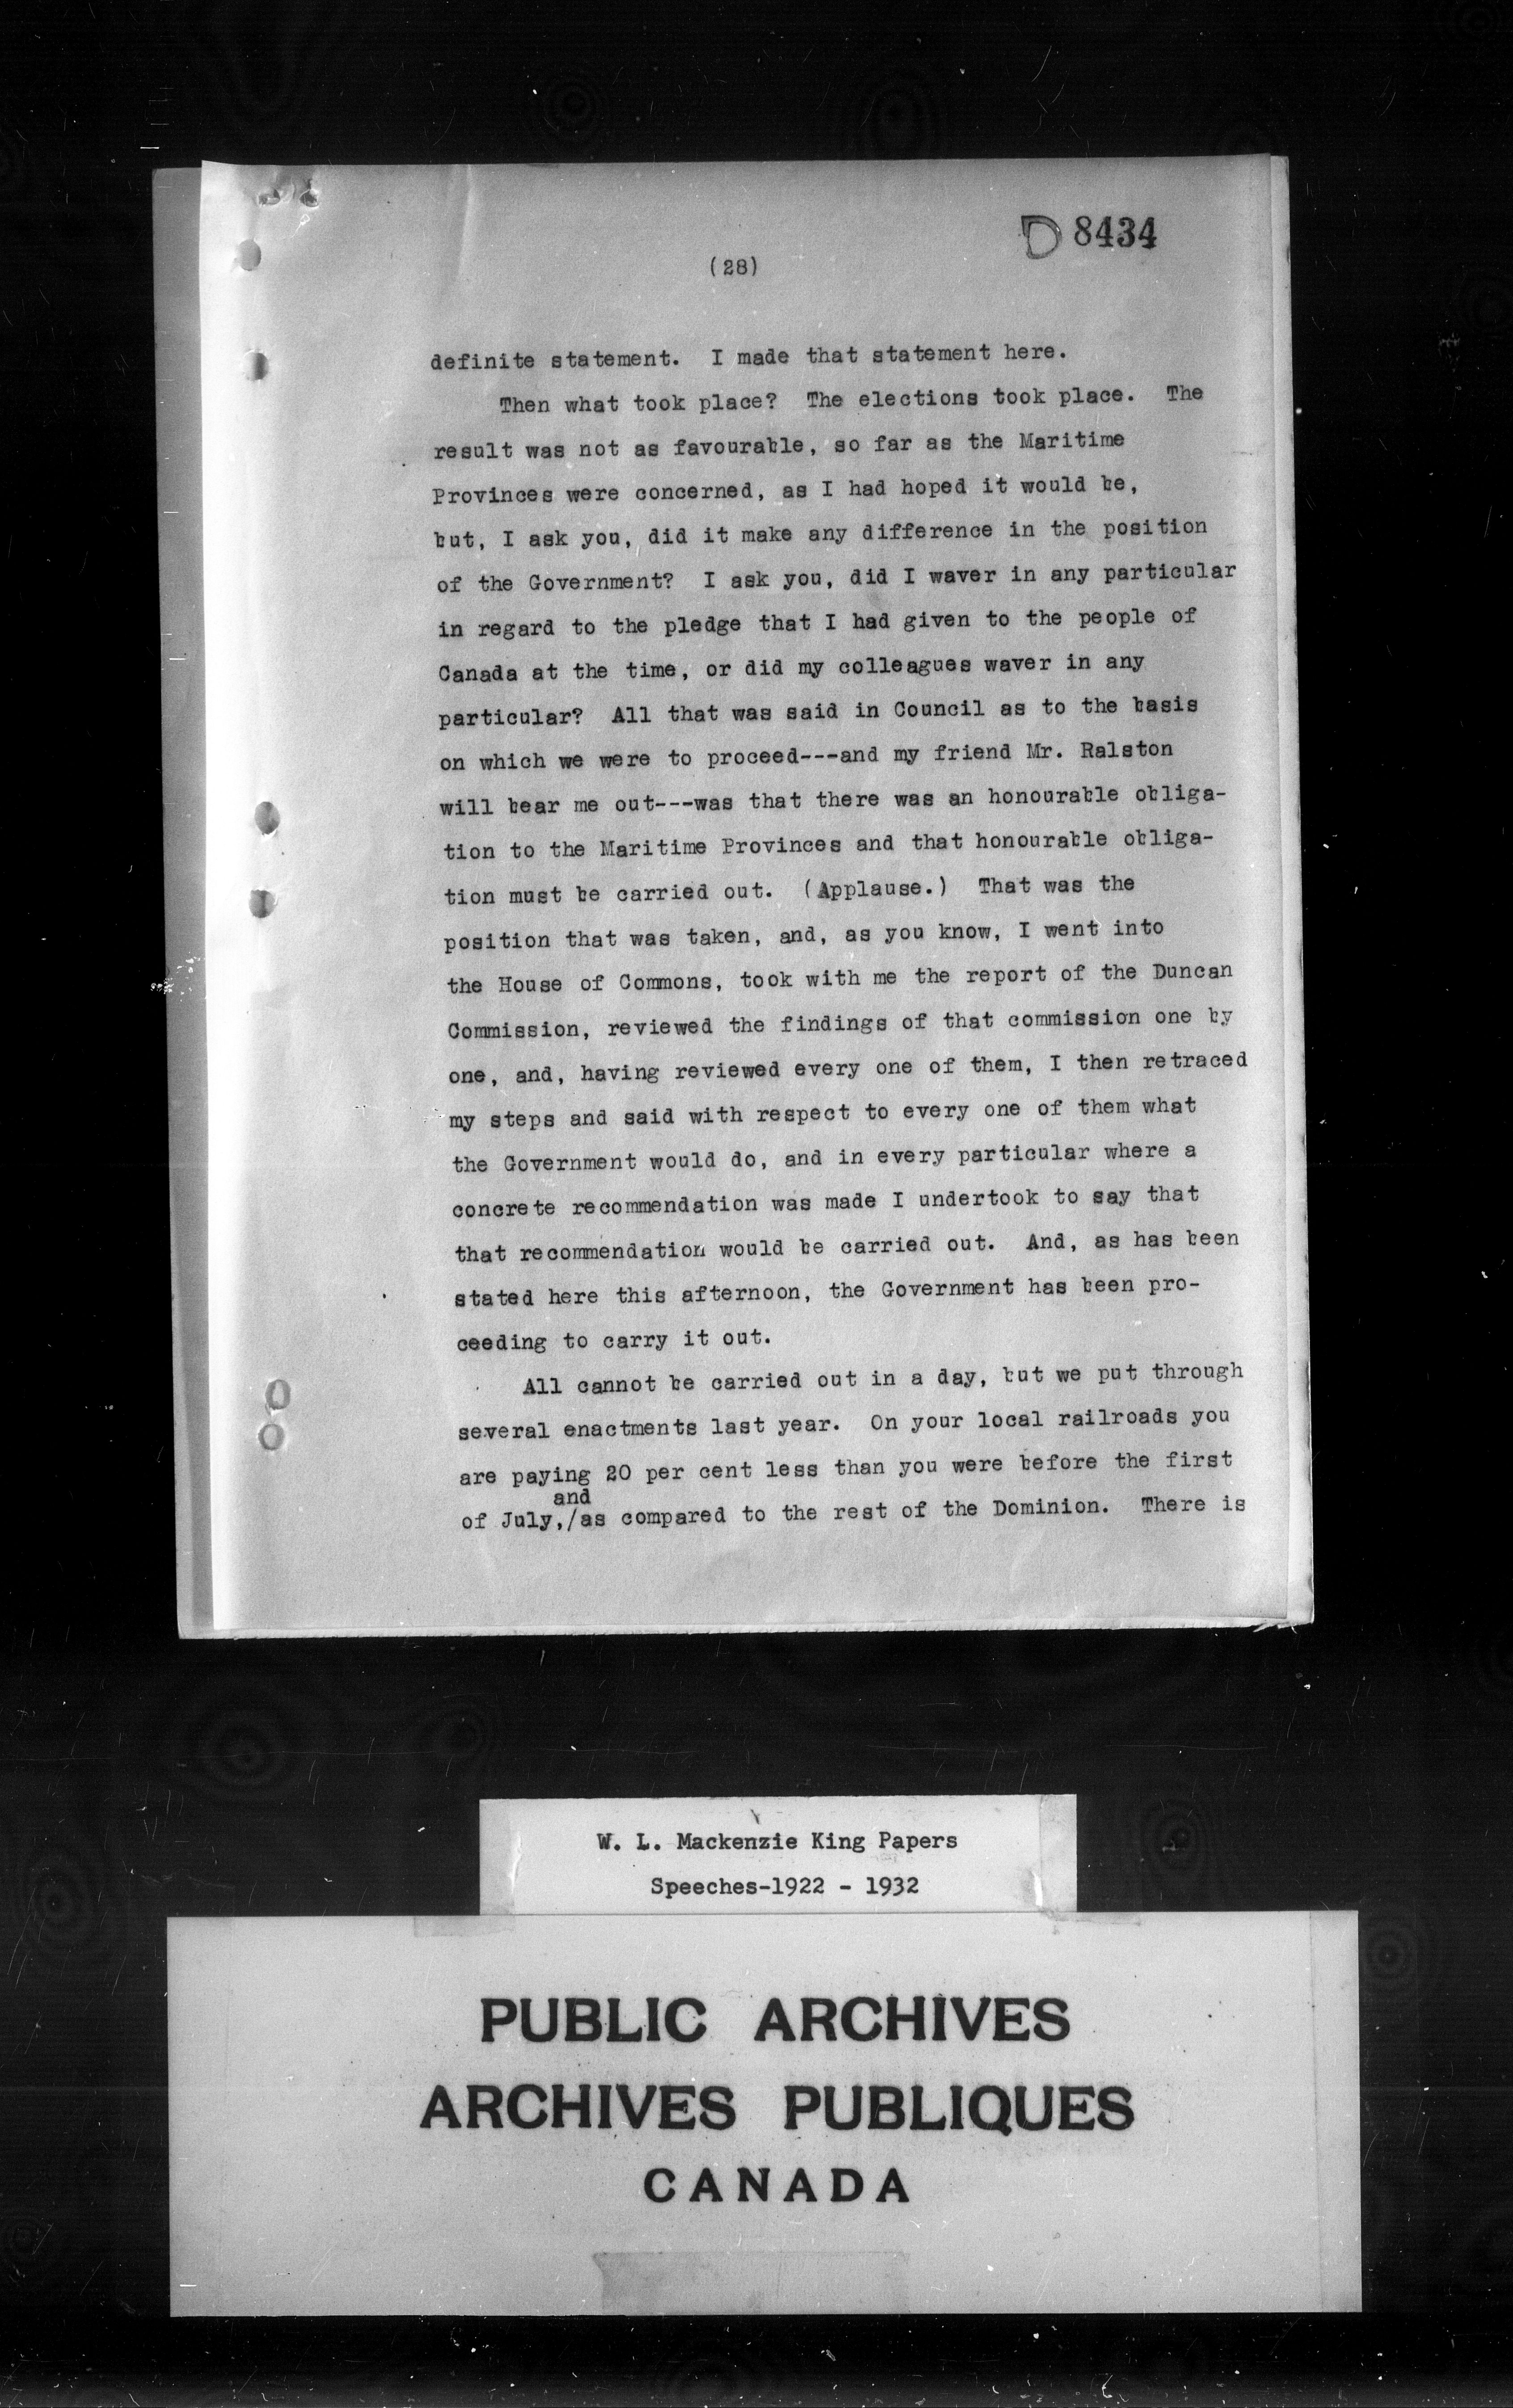 D 8434
(28)
definite statement. I made that statement here.
Then what took place? The elections took place. The
result was not as favourable, so far as the Maritime
Provinces were concerned, as I had hoped it would be,
but, I ask you, did it make any difference in the position
of the Government? I ask you, did I waver in any particular
in regard to the pledge that I had given to the people of
Canada at the time, or did my colleagues waver in any
particular? All that was said in Council as to the basis
on which we were to proceed---and my friend Mr. Ralston
will bear me out---was that there was an honourable obliga-
tion to the Maritime Provinces and that honourable obliga-
tion must be carried out. (Applause.) That was the
position that was taken, and, as you know, I went into
the House of Commons, took with me the report of the Duncan
Commission, reviewed the findings of that commission one by
one, and, having reviewed every one of them, I then retraced
my steps and said with respect to every one of them what
the Government would do, and in every particular where a
concrete recommendation was made I undertook to say that
that recommendation would be carried out. And, as has been
stated here this afternoon, the Government has been pro-
ceeding to carry it out.
All cannot be carried out in a day, but we put through
several enactments last year. On your local railroads you
are paying 20 per cent less than you were before the first
and
of July,/as compared to the rest of the Dominion. There is
W. L. Mackenzie King Papers
Speeches-1922 - 1932
PUBLIC ARCHIVES
ARCHIVES PUBLIQUES
CANADA